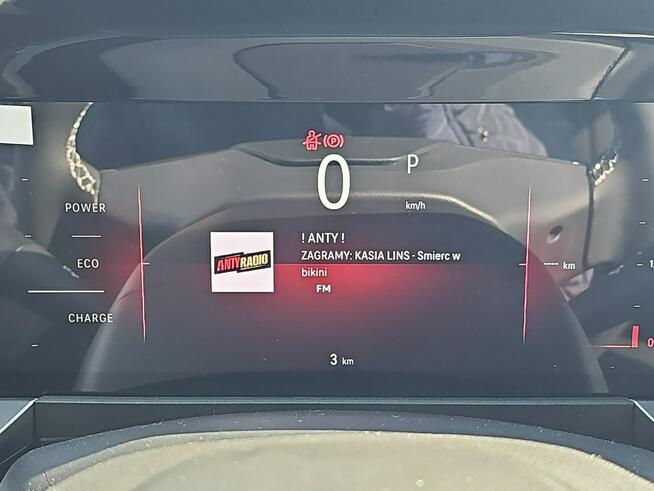 0
P
km/h
POWER
! ANTY !
ANTYRADIO
ZAGRAMY: KASIA LINS - Smierc w
bikini
ECO
---- km
FM
CHARGE
3 km